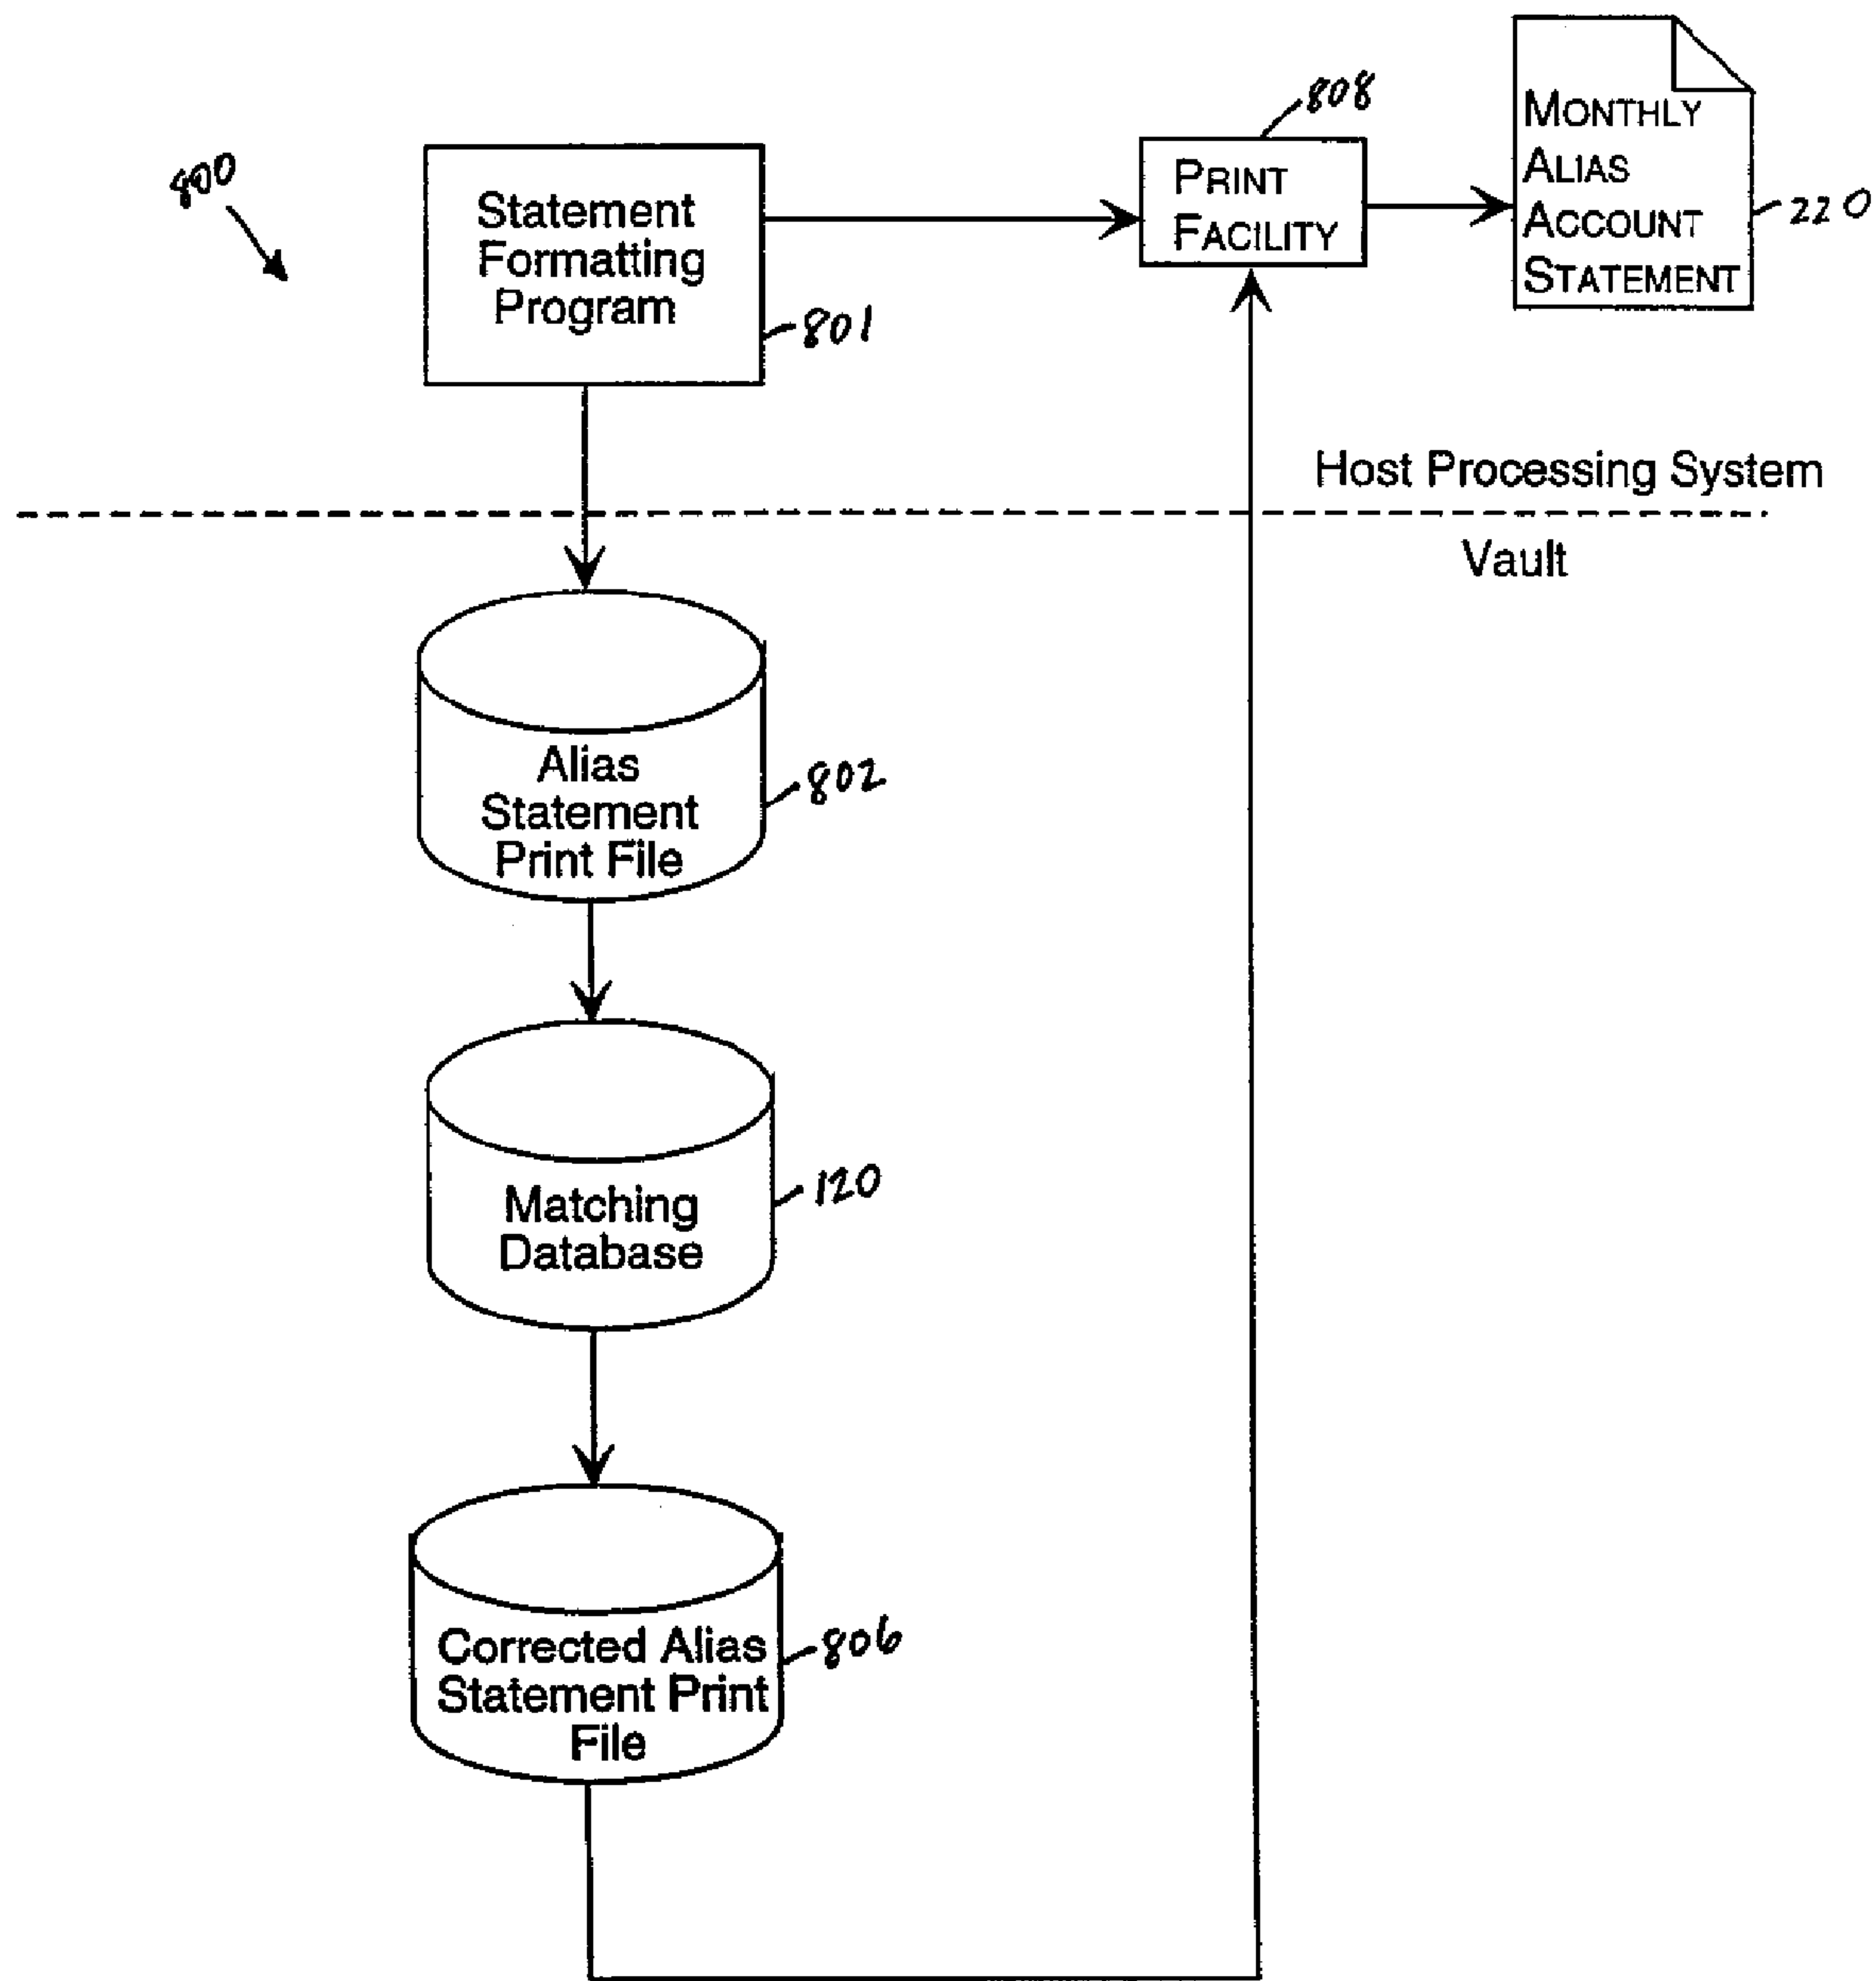 800
Statement
Formatting
Program
801
808
PRINT
FACILITY
MONTHLY
ALIAS
ACCOUNT
STATEMENT
220
Host Processing System
Vault
Alias
Statement
Print File
802
Matching
Database
120
Corrected Alias
Statement Print
File
806